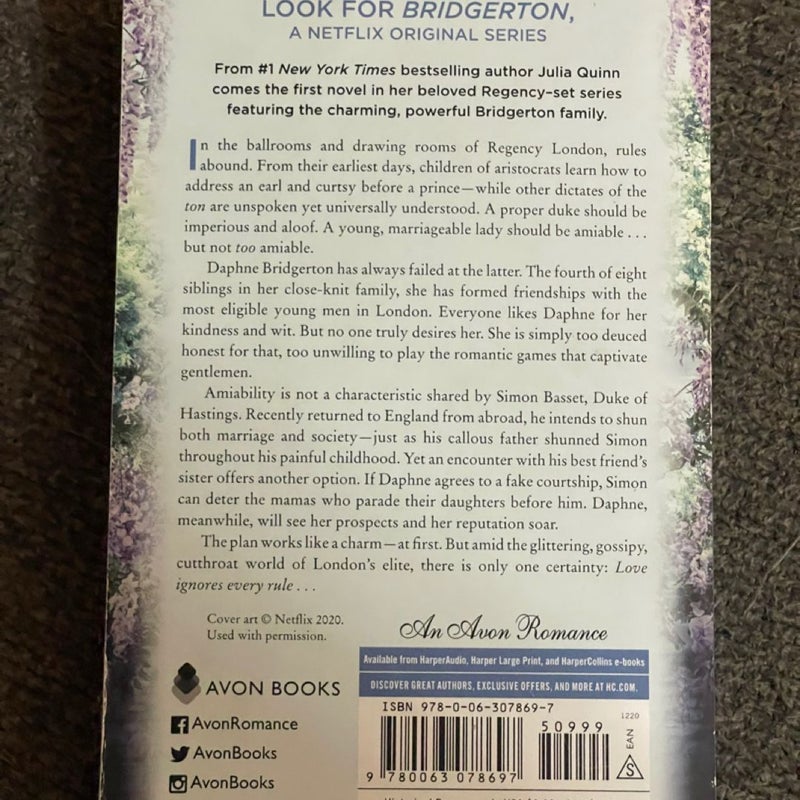 LOOK FOR BRIDGERTON,
A NETFLIX ORIGINAL SERIES
From #1 New York Times bestselling author Julia Quinn
comes the first novel in her beloved Regency-set series
featuring the charming, powerful Bridgerton family.
In the ballrooms and drawing rooms of Regency London, rules
abound. From their earliest days, children of aristocrats learn how to
address an earl and curtsy before a prince—while other dictates of the
ton are unspoken yet universally understood. A proper duke should be
imperious and aloof. A young, marriageable lady should be amiable . . .
but not too amiable.
Daphne Bridgerton has always failed at the latter. The fourth of eight
siblings in her close-knit family, she has formed friendships with the
most eligible young men in London. Everyone likes Daphne for her
kindness and wit. But no one truly desires her. She is simply too deuced
honest for that, too unwilling to play the romantic games that captivate
gentlemen.
Amiability is not a characteristic shared by Simon Basset, Duke of
Hastings. Recently returned to England from abroad, he intends to shun
both marriage and society—just as his callous father shunned Simon
throughout his painful childhood. Yet an encounter with his best friend's
sister offers another option. If Daphne agrees to a fake courtship, Simon
can deter the mamas who parade their daughters before him. Daphne,
meanwhile, will see her prospects and her reputation soar.
The plan works like a charm—at first. But amid the glittering, gossipy,
cutthroat world of London's elite, there is only one certainty: Love
ignores every rule . . .
Cover art © Netflix 2020.
Used with permission.
An Avon Romance
Available from HarperAudio, Harper Large Print, and HarperCollins e-books
DISCOVER GREAT AUTHORS, EXCLUSIVE OFFERS, AND MORE AT HC.COM.
AVON BOOKS
AvonRomance
AvonBooks
AvonBooks
ISBN 978-0-06-307869-7
50999
1220
EAN
S
9 780063 078697